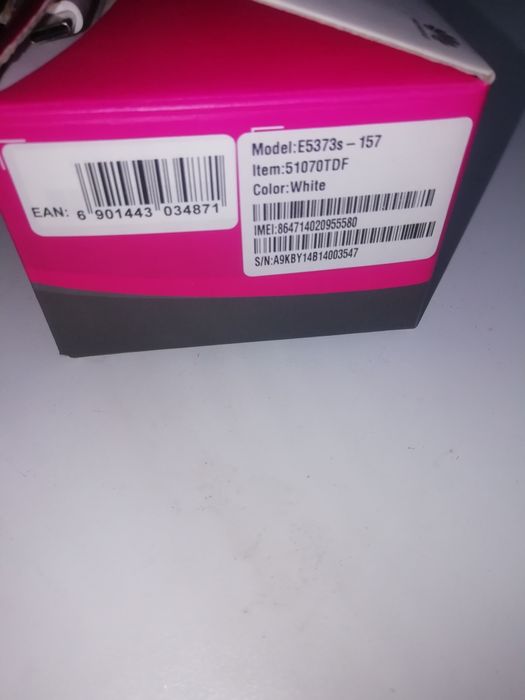 EAN: 6 901443 034871
Model:E5373s-157
Item:51070TDF
Color:White
IMEI:864714020955580
S/N:A9KBY14B14003547